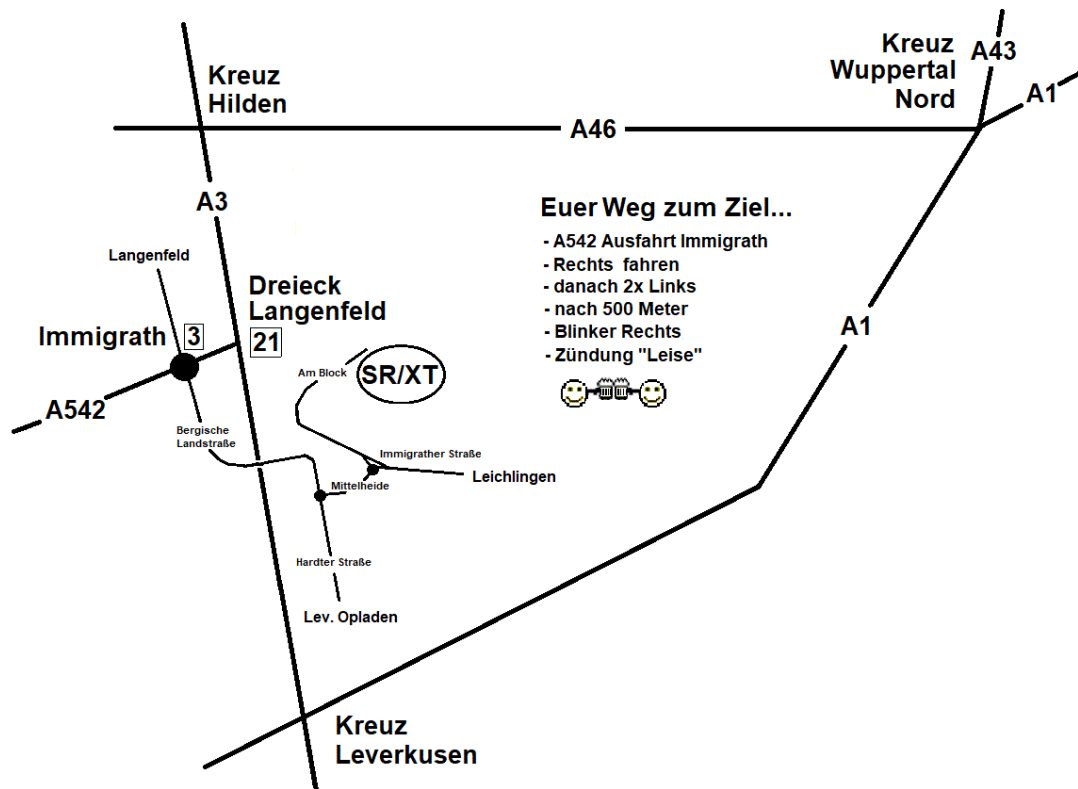 Kreuz
Hilden
Kreuz
Wuppertal
Nord
A43
A1
A46
A3
Euer Weg zum Ziel...
- A542 Ausfahrt Immigrath
- Rechts fahren
- danach 2x Links
- nach 500 Meter
- Blinker Rechts
- Zündung "Leise"
Langenfeld
Dreieck
Langenfeld
21
Immigrath 3
A542
A1
Am Block
SR/XT
Bergische
Landstraße
Immigrather Straße
Leichlingen
Mittelheide
Hardter Straße
Lev. Opladen
Kreuz
Leverkusen